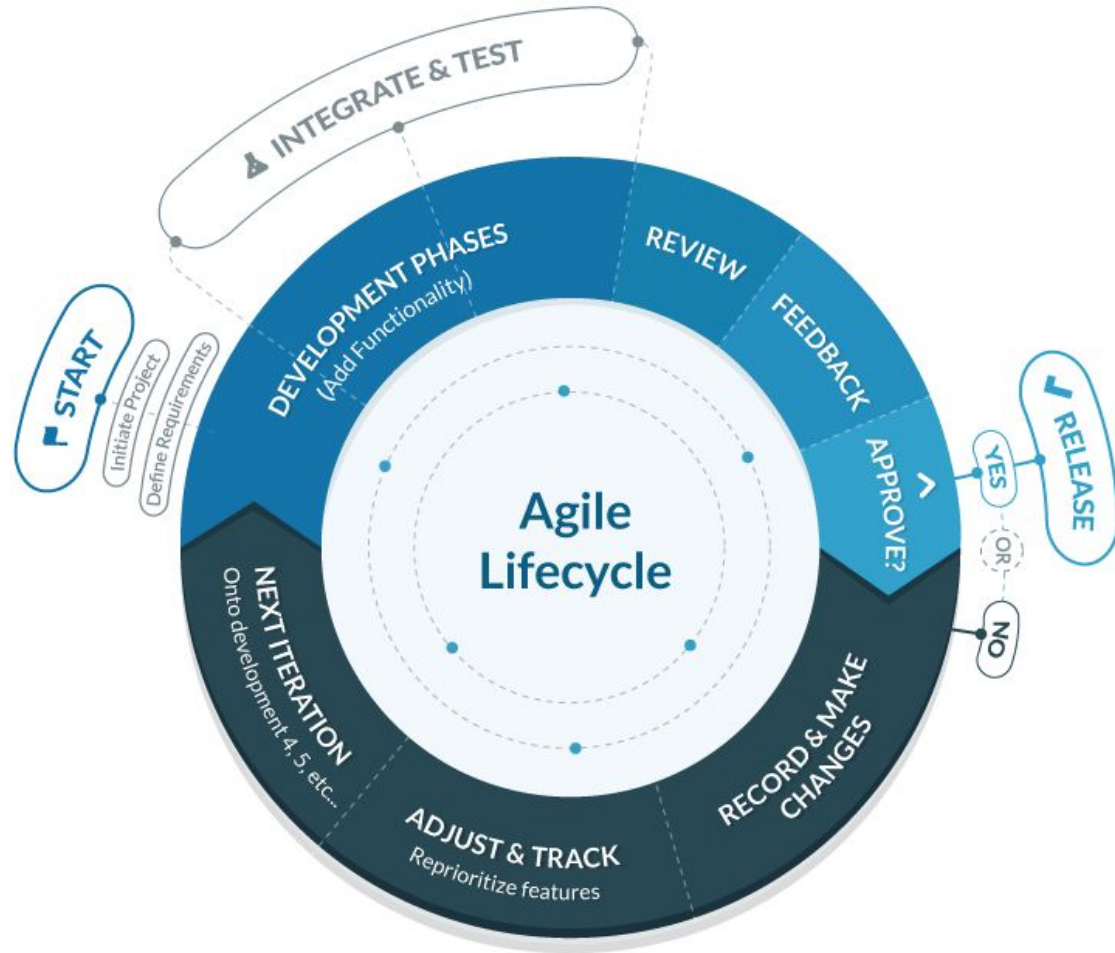 START
Initiate Project
Define Requirements
INTEGRATE & TEST
DEVELOPMENT PHASES
(Add Functionality)
REVIEW
FEEDBACK
APPROVE?
YES
OR
NO
RELEASE
RECORD & MAKE
CHANGES
ADJUST & TRACK
Reprioritize features
NEXT ITERATION
Onto development 4, 5, etc...
Agile
Lifecycle